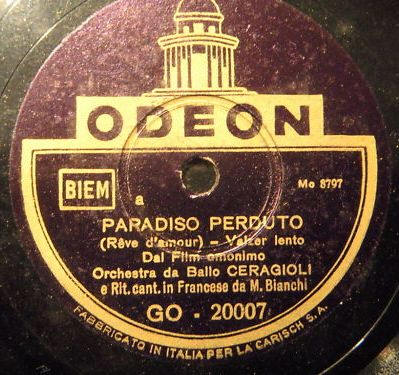 ODEON
BIEM
a
Mo 8797
PARADISO PERDUTO
(Rêve d'amour) - Valzer lento
Dal Film omonimo
Orchestra da Ballo CERAGIOLI
e Rit. cant. in Francese da M. Bianchi
GO - 20007
FABBRICATO IN ITALIA PER LA CARISCH S.A.